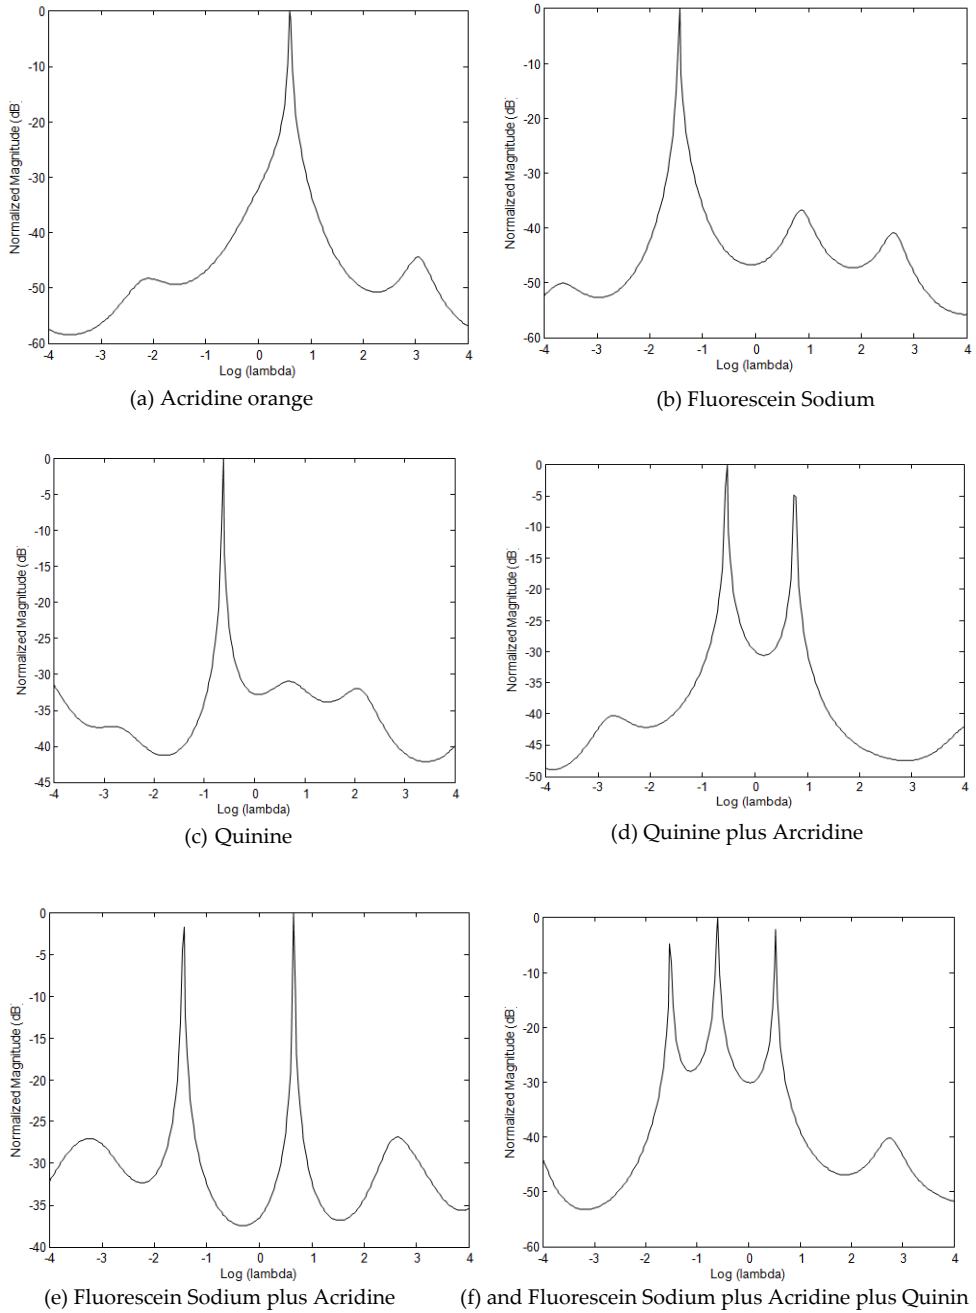 0
-10
-20
-30
-40
-50
-60
Normalized Magnitude (dB)
-4 -3 -2 -1 0 1 2 3 4
Log (lambda)
(a) Acridine orange
0
-10
-20
-30
-40
-50
-60
Normalized Magnitude (dB)
-4 -3 -2 -1 0 1 2 3 4
Log (lambda)
(b) Fluorescein Sodium
0
-5
-10
-15
-20
-25
-30
-35
-40
-45
Normalized Magnitude (dB)
-4 -3 -2 -1 0 1 2 3 4
Log (lambda)
(c) Quinine
0
-5
-10
-15
-20
-25
-30
-35
-40
-45
-50
Normalized Magnitude (dB)
-4 -3 -2 -1 0 1 2 3 4
Log (lambda)
(d) Quinine plus Arcridine
0
-5
-10
-15
-20
-25
-30
-35
-40
Normalized Magnitude (dB)
-4 -3 -2 -1 0 1 2 3 4
Log (lambda)
(e) Fluorescein Sodium plus Acridine
0
-10
-20
-30
-40
-50
-60
Normalized Magnitude (dB)
-4 -3 -2 -1 0 1 2 3 4
Log (lambda)
(f) and Fluorescein Sodium plus Acridine plus Quinin